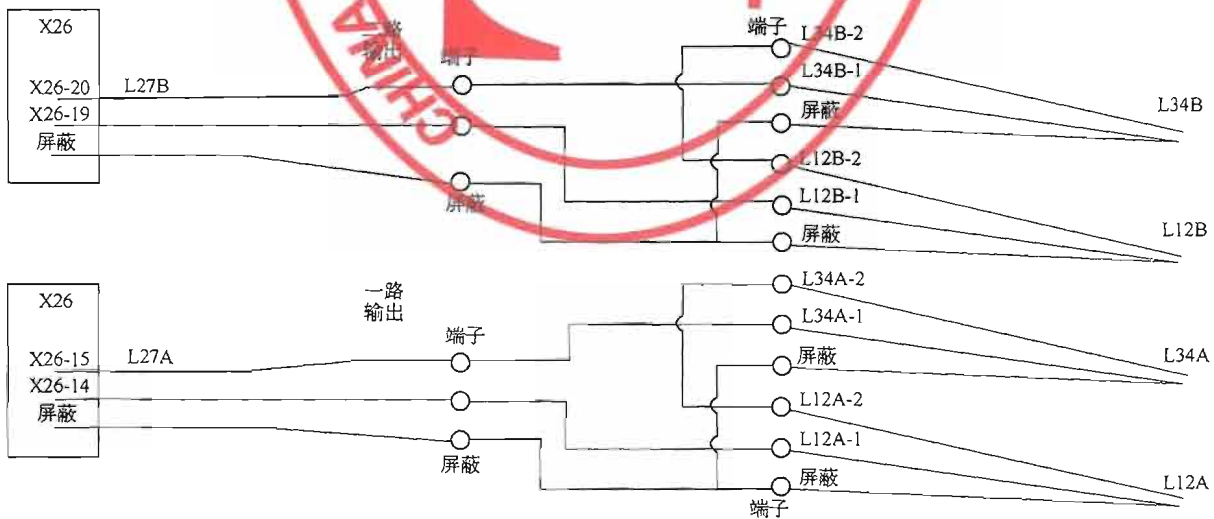 X26
X26-20
X26-19
屏蔽
L27B
二路
输出
端子
屏蔽
CHINA
端子
L34B-2
L34B-1
屏蔽
L12B-2
L12B-1
屏蔽
L34B
L12B
X26
X26-15
X26-14
屏蔽
L27A
一路
输出
端子
屏蔽
L34A-2
L34A-1
屏蔽
L12A-2
L12A-1
屏蔽
端子
L34A
L12A